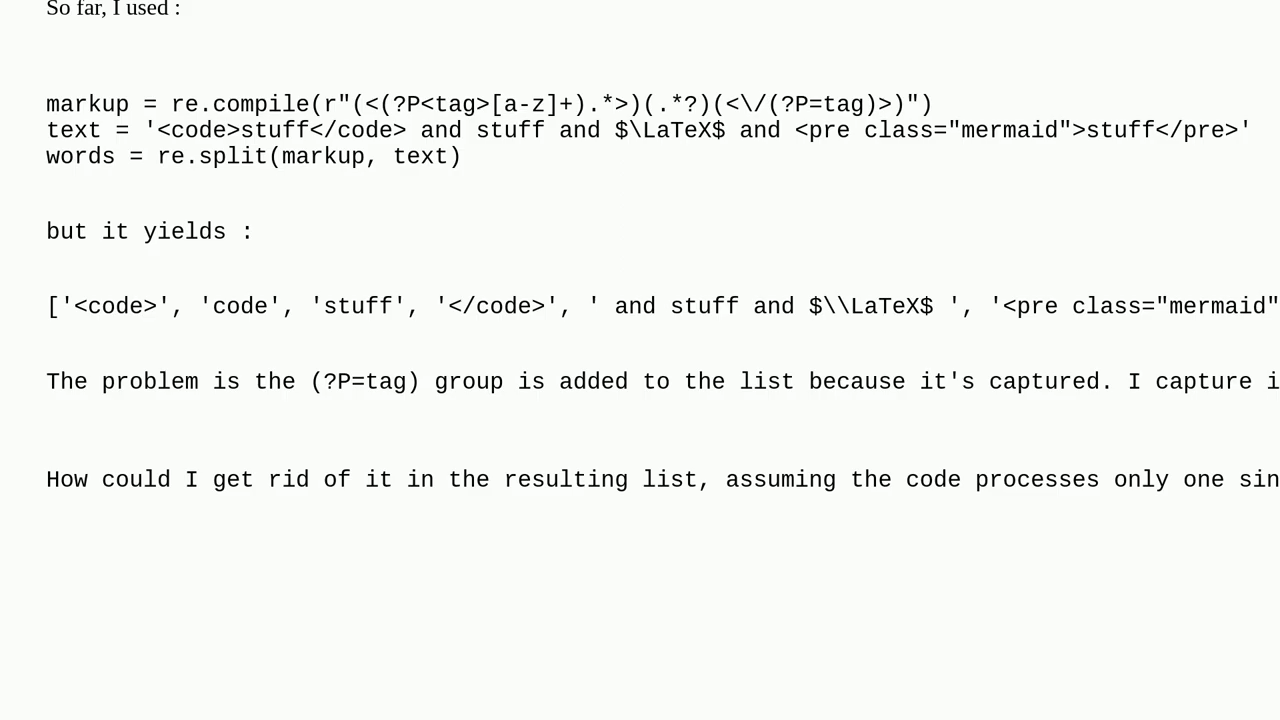 So far, I used :
markup = re.compile(r"(<(?P<tag>[a-z]+).*>)(.*?)(<\/(?P=tag)>)")
text = '<code>stuff</code> and stuff and $\LaTeX$ and <pre class="mermaid">stuff</pre>'
words = re.split(markup, text)
but it yields :
['<code>', 'code', 'stuff', '</code>', ' and stuff and $\\LaTeX$ ', '<pre class="mermaid"
The problem is the (?P=tag) group is added to the list because it's captured. I capture i
How could I get rid of it in the resulting list, assuming the code processes only one sin